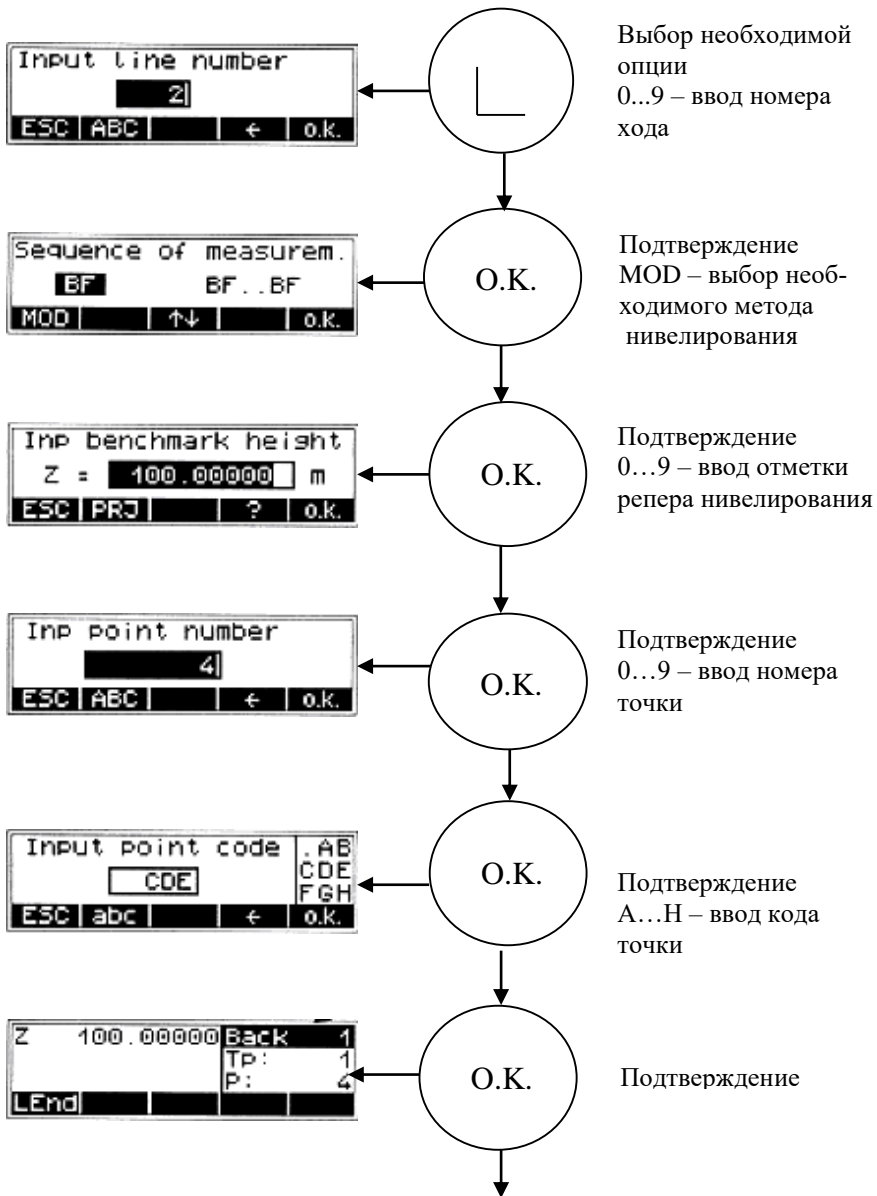 Input line number
2
ESC ABC ← o.k.
Выбор необходимой
опции
0...9 – ввод номера
хода
Sequence of measurem.
BF BF..BF
MOD ↑↓ o.k.
O.K.
Подтверждение
MOD – выбор необ-
ходимого метода
нивелирования
Inp benchmark height
Z = 100.00000 m
ESC PRJ ? o.k.
O.K.
Подтверждение
0…9 – ввод отметки
репера нивелирования
Inp point number
4
ESC ABC ← o.k.
O.K.
Подтверждение
0…9 – ввод номера
точки
Input point code .AB
CDE CDE
FGH
ESC abc ← o.k.
O.K.
Подтверждение
A…H – ввод кода
точки
Z 100.00000 Back 1
Tp: 1
P: 4
LEnd
O.K.
Подтверждение